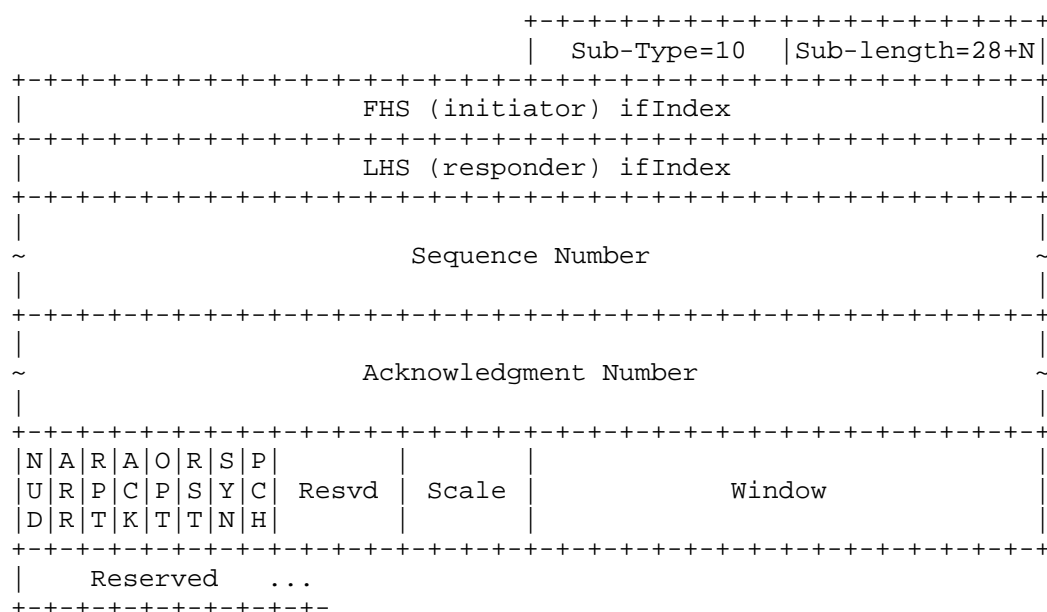 +-+-+-+-+-+-+-+-+-+-+-+-+-+-+-+-+
|  Sub-Type=10  |Sub-length=28+N|
+-+-+-+-+-+-+-+-+-+-+-+-+-+-+-+-+-+-+-+-+-+-+-+-+-+-+-+-+-+-+-+-+
|                    FHS (initiator) ifIndex                    |
+-+-+-+-+-+-+-+-+-+-+-+-+-+-+-+-+-+-+-+-+-+-+-+-+-+-+-+-+-+-+-+-+
|                    LHS (responder) ifIndex                    |
+-+-+-+-+-+-+-+-+-+-+-+-+-+-+-+-+-+-+-+-+-+-+-+-+-+-+-+-+-+-+-+-+
|                                                               |
~                       Sequence Number                         ~
|                                                               |
+-+-+-+-+-+-+-+-+-+-+-+-+-+-+-+-+-+-+-+-+-+-+-+-+-+-+-+-+-+-+-+-+
|                                                               |
~                    Acknowledgment Number                      ~
|                                                               |
+-+-+-+-+-+-+-+-+-+-+-+-+-+-+-+-+-+-+-+-+-+-+-+-+-+-+-+-+-+-+-+-+
|N|A|R|A|O|R|S|P|       |       |                               |
|U|R|P|C|P|S|Y|C| Resvd | Scale |            Window             |
|D|R|T|K|T|T|N|H|       |       |                               |
+-+-+-+-+-+-+-+-+-+-+-+-+-+-+-+-+-+-+-+-+-+-+-+-+-+-+-+-+-+-+-+-+
|    Reserved   ...
+-+-+-+-+-+-+-+-+-+-